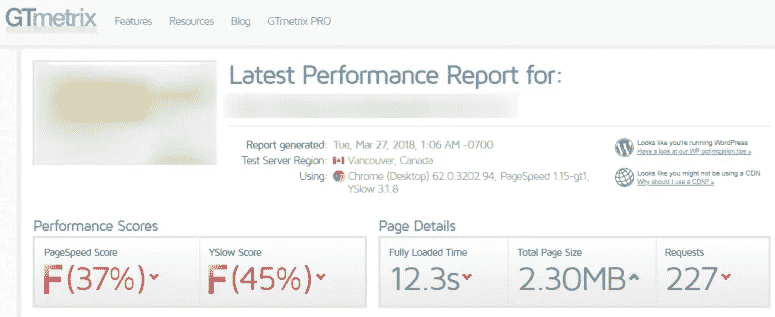 GTmetrix Features Resources Blog GTmetrix PRO
Latest Performance Report for:
Report generated: Tue, Mar 27, 2018, 1:06 AM -0700
Test Server Region: Vancouver, Canada
Using: Chrome (Desktop) 62.0.3202.94, PageSpeed 1.15-gt1,
YSlow 3.1.8
Looks like you're running WordPress
Have a look at our WP optimization tips »
Looks like you might not be using a CDN
Why should I use a CDN? »
Performance Scores
PageSpeed Score
F(37%)
YSlow Score
F(45%)
Page Details
Fully Loaded Time
12.3s
Total Page Size
2.30MB
Requests
227